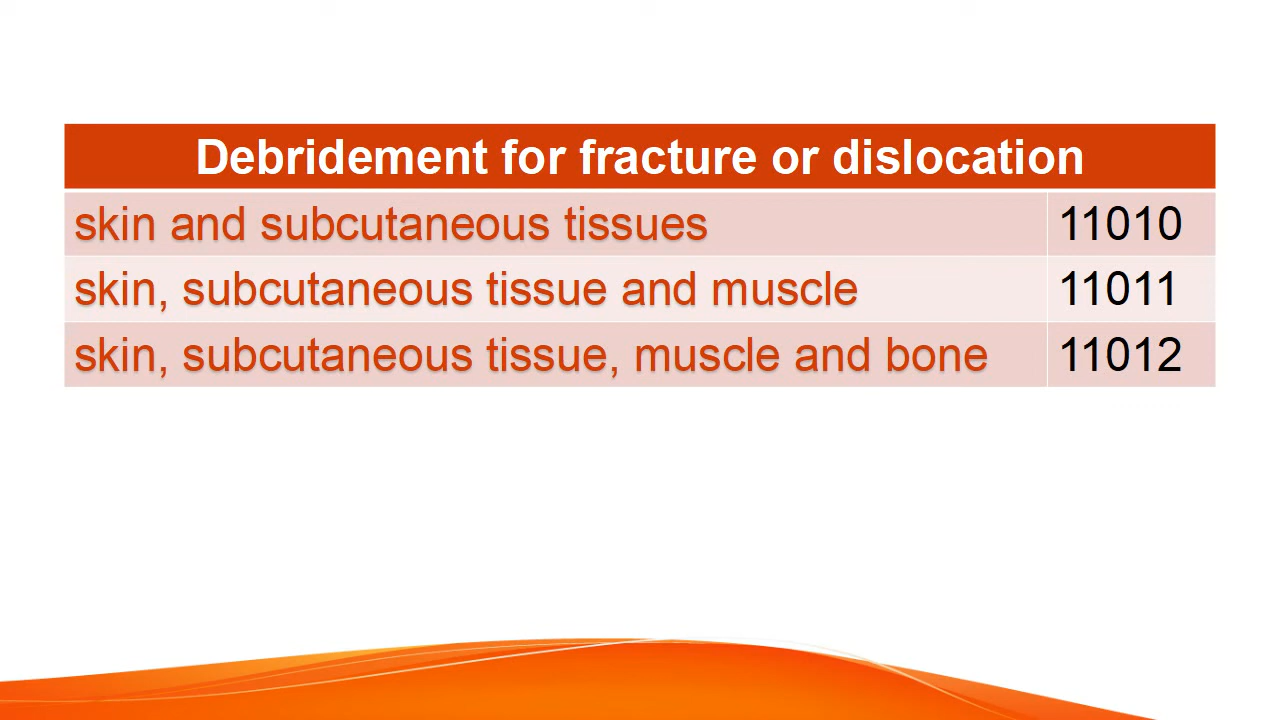 Debridement for fracture or dislocation
skin and subcutaneous tissues 11010
skin, subcutaneous tissue and muscle 11011
skin, subcutaneous tissue, muscle and bone 11012